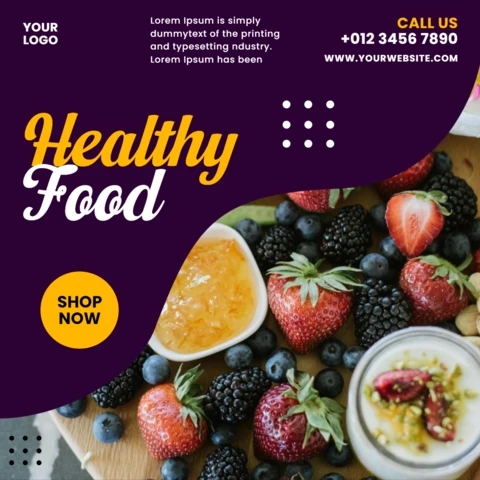 YOUR
LOGO
Lorem Ipsum is simply
dummytext of the printing
and typesetting ndustry.
Lorem Ipsum has been
CALL US
+012 3456 7890
WWW.YOURWEBSITE.COM
Healthy
Food
SHOP
NOW